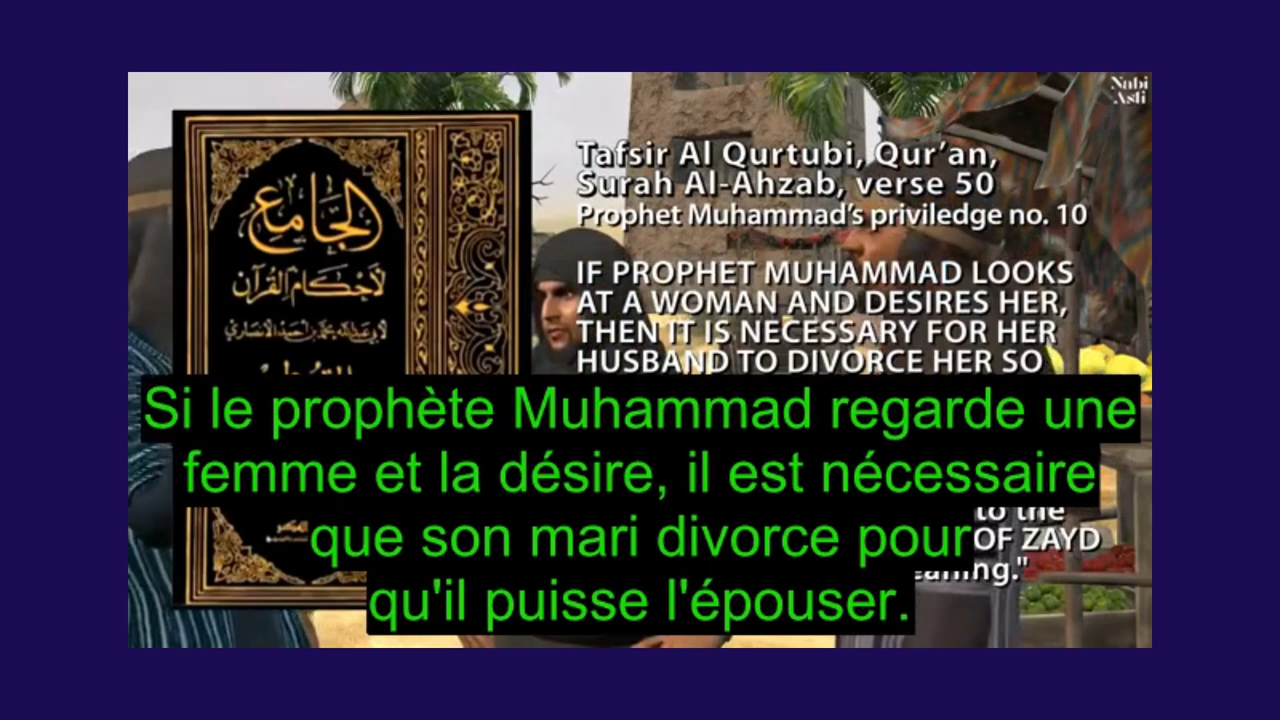 Nabi
Asli
الجامع
لأحكام القرآن
Tafsir Al Qurtubi, Qur'an,
Surah Al-Ahzab, verse 50
Prophet Muhammad's priviledge no. 10
IF PROPHET MUHAMMAD LOOKS
AT A WOMAN AND DESIRES HER,
THEN IT IS NECESSARY FOR HER
HUSBAND TO DIVORCE HER SO
to the
OF ZAYD
Si le prophète Muhammad regarde une
femme et la désire, il est nécessaire
que son mari divorce pour
qu'il puisse l'épouser.